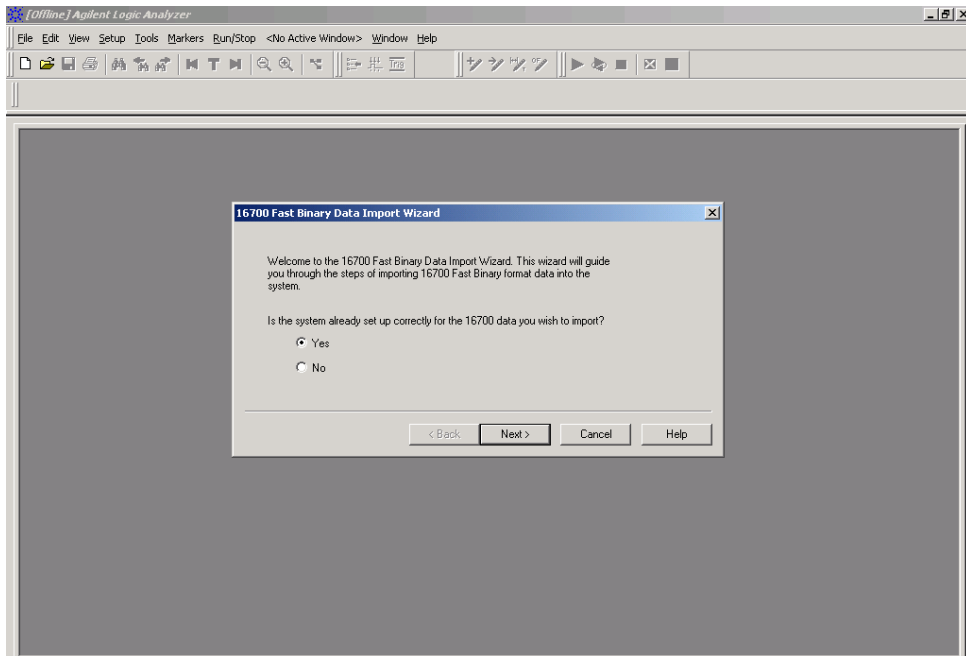 [Offline] Agilent Logic Analyzer
File Edit View Setup Tools Markers Run/Stop <No Active Window> Window Help
T Trig
16700 Fast Binary Data Import Wizard
Welcome to the 16700 Fast Binary Data Import Wizard. This wizard will guide
you through the steps of importing 16700 Fast Binary format data into the
system.
Is the system already set up correctly for the 16700 data you wish to import?
Yes
No
< Back Next > Cancel Help